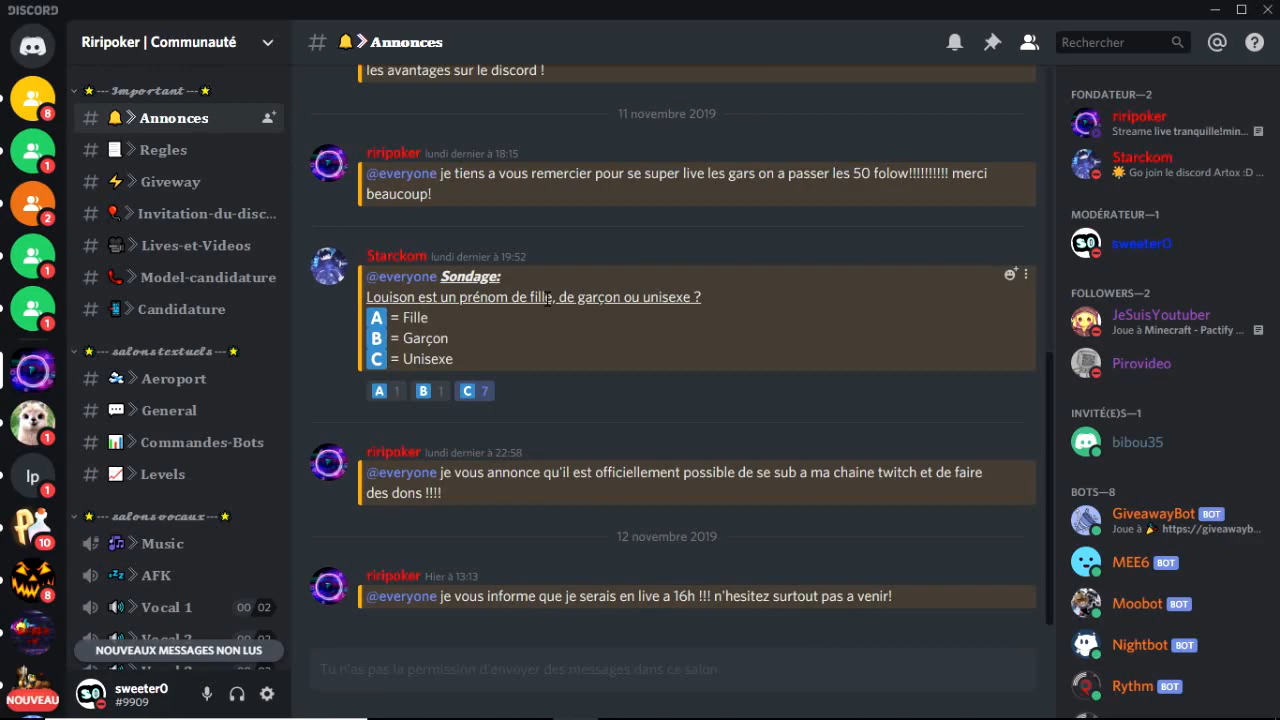 DISCORD
Riripoker | Communauté
Annonces
Rechercher
--- Important ---
Annonces
Regles
Giveway
Invitation-du-disc...
Lives-et-Videos
Model-candidature
Candidature
--- salons textuels ---
Aeroport
General
Commandes-Bots
Levels
--- salons vocaux ---
Music
AFK
Vocal 1 00 02
NOUVEAUX MESSAGES NON LUS
NOUVEAU
sweeter0
#9909
8
1
2
1
1
1
lp
1
10
8
les avantages sur le discord !
11 novembre 2019
riripoker lundi dernier à 18:15
@everyone je tiens a vous remercier pour se super live les gars on a passer les 50 folow!!!!!!!!!! merci
beaucoup!
Starckom lundi dernier à 19:52
@everyone Sondage:
Louison est un prénom de fille, de garçon ou unisexe ?
A = Fille
B = Garçon
C = Unisexe
A 1 B 1 C 7
riripoker lundi dernier à 22:58
@everyone je vous annonce qu'il est officiellement possible de se sub a ma chaine twitch et de faire
des dons !!!!
12 novembre 2019
riripoker Hier à 13:13
@everyone je vous informe que je serais en live a 16h !!! n'hesitez surtout pas a venir!
Tu n'as pas la permission d'envoyer des messages dans ce salon.
FONDATEUR—2
riripoker
Streame live tranquille!min...
Starckom
Go join le discord Artox :D ...
MODÉRATEUR—1
sweeter0
FOLLOWERS—2
JeSuisYoutuber
Joue à Minecraft - Pactify ...
Pirovideo
INVITÉ(E)S—1
bibou35
BOTS—8
GiveawayBot BOT
Joue à https://giveawayb...
MEE6 BOT
Moobot BOT
Nightbot BOT
Rythm BOT